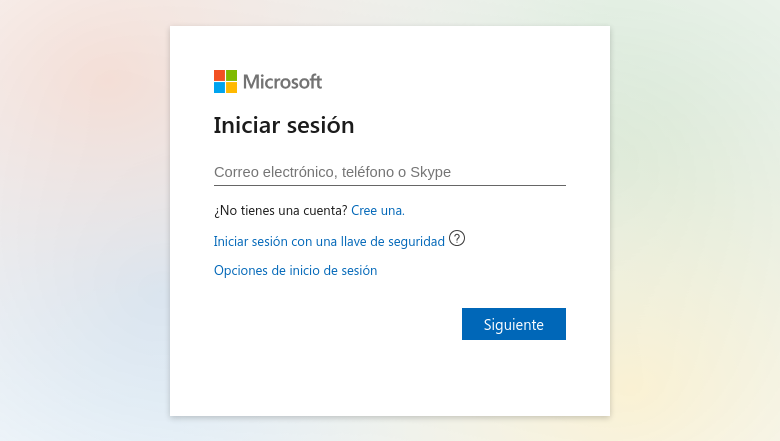 Microsoft
Iniciar sesión
Correo electrónico, teléfono o Skype
¿No tienes una cuenta? Cree una.
Iniciar sesión con una llave de seguridad ?
Opciones de inicio de sesión
Siguiente